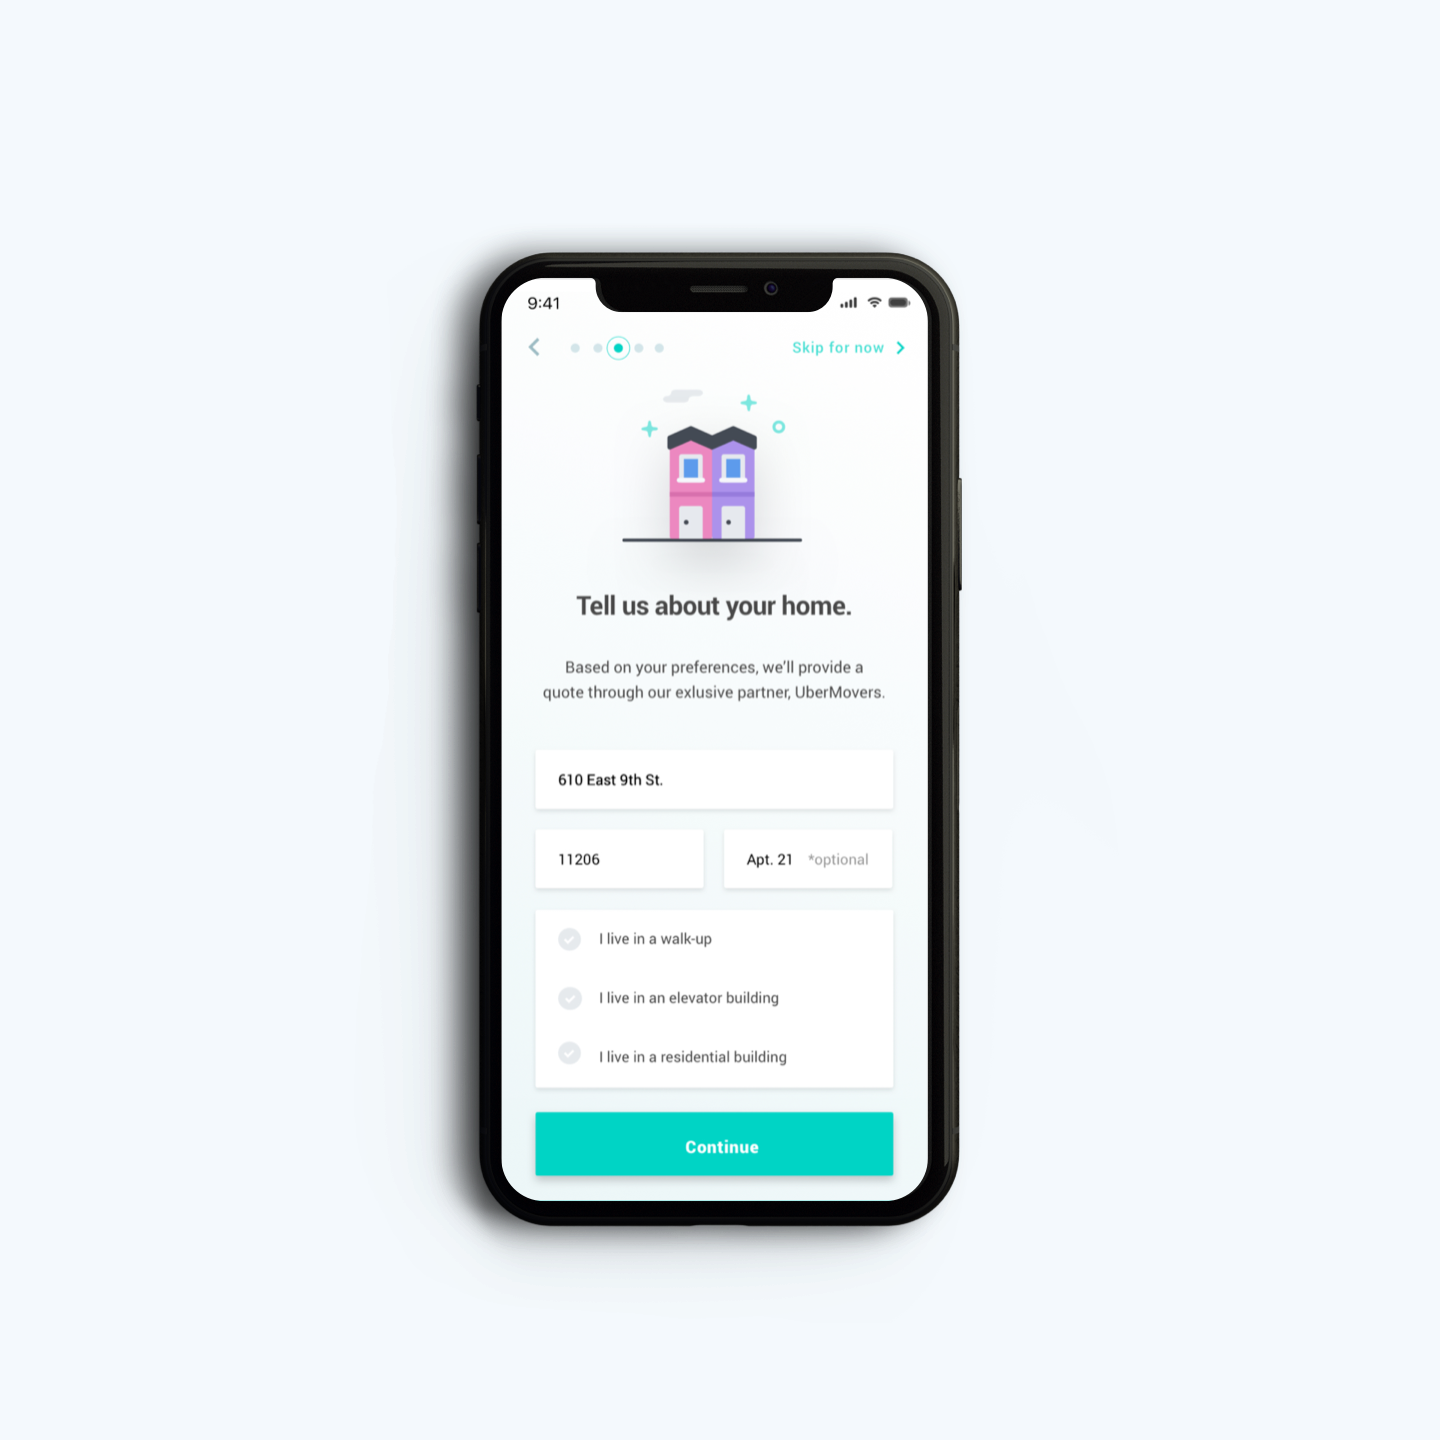 9:41
Skip for now
Tell us about your home.
Based on your preferences, we'll provide a
quote through our exlusive partner, UberMovers.
610 East 9th St.
11206
Apt. 21 *optional
I live in a walk-up
I live in an elevator building
I live in a residential building
Continue